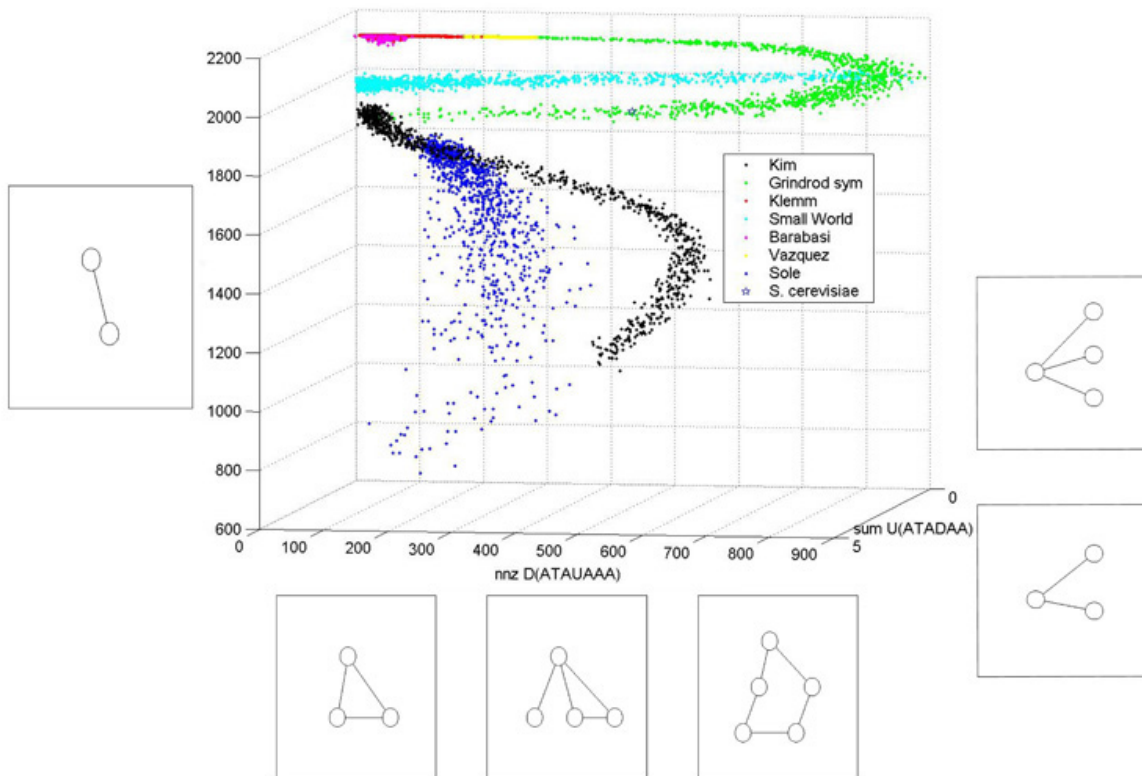 2200
2000
1800
1600
1400
1200
1000
800
600
Kim
Grindrod sym
Klemm
Small World
Barabasi
Vazquez
Sole
S. cerevisiae
0
sum U(ATADAA)
5
0
100
200
300
400
500
600
700
800
900
nnz D(ATAUAAA)